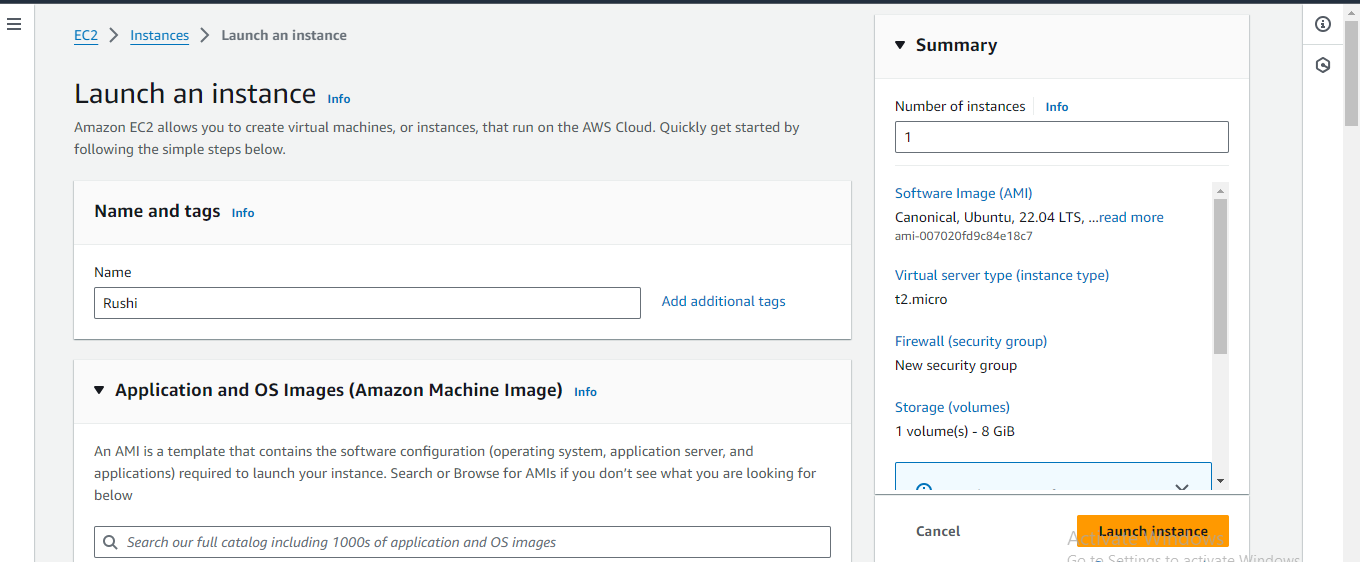 EC2 > Instances > Launch an instance
Launch an instance Info
Amazon EC2 allows you to create virtual machines, or instances, that run on the AWS Cloud. Quickly get started by
following the simple steps below.
Name and tags Info
Name
Rushi
Add additional tags
Application and OS Images (Amazon Machine Image) Info
An AMI is a template that contains the software configuration (operating system, application server, and
applications) required to launch your instance. Search or Browse for AMIs if you don’t see what you are looking for
below
Search our full catalog including 1000s of application and OS images
Summary
Number of instances Info
1
Software Image (AMI)
Canonical, Ubuntu, 22.04 LTS, ...read more
ami-007020fd9c84e18c7
Virtual server type (instance type)
t2.micro
Firewall (security group)
New security group
Storage (volumes)
1 volume(s) - 8 GiB
Cancel
Launch instance
Activate Windows
Go to Settings to activate Windows